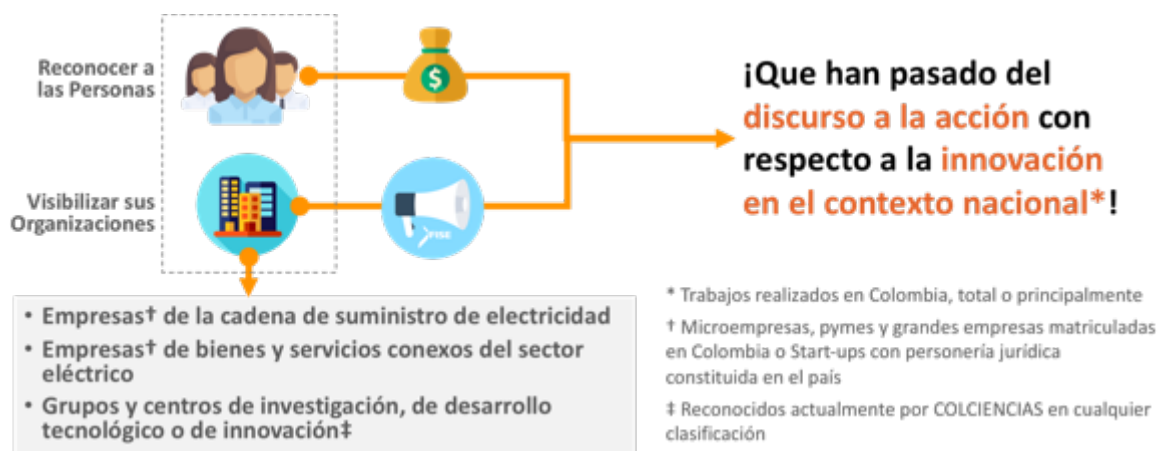 Reconocer a
las Personas
$
¡Que han pasado del
discurso a la acción con
respecto a la innovación
en el contexto nacional*!
Visibilizar sus
Organizaciones
FISE
• Empresas† de la cadena de suministro de electricidad
• Empresas† de bienes y servicios conexos del sector
eléctrico
• Grupos y centros de investigación, de desarrollo
tecnológico o de innovación‡
* Trabajos realizados en Colombia, total o principalmente
† Microempresas, pymes y grandes empresas matriculadas
en Colombia o Start-ups con personería jurídica
constituida en el país
‡ Reconocidos actualmente por COLCIENCIAS en cualquier
clasificación